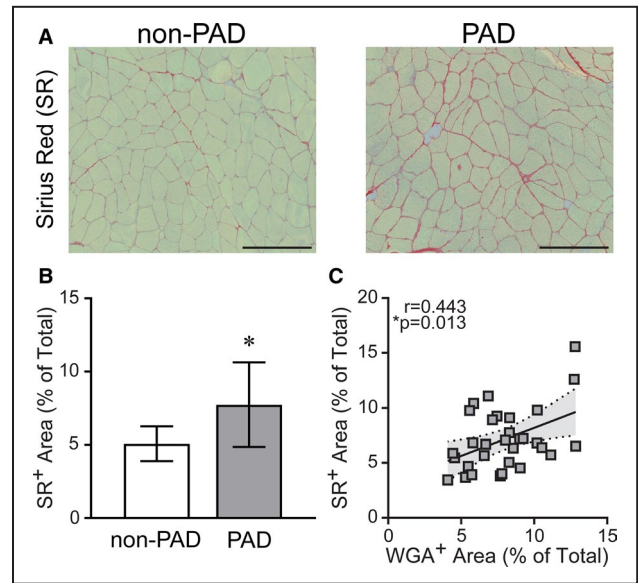 A
non-PAD
PAD
Sirius Red (SR)
B
SR+ Area (% of Total)
15
10
5
0
*
non-PAD
PAD
C
SR+ Area (% of Total)
20
15
10
5
0
r=0.443
*p=0.013
0
5
10
15
WGA+ Area (% of Total)